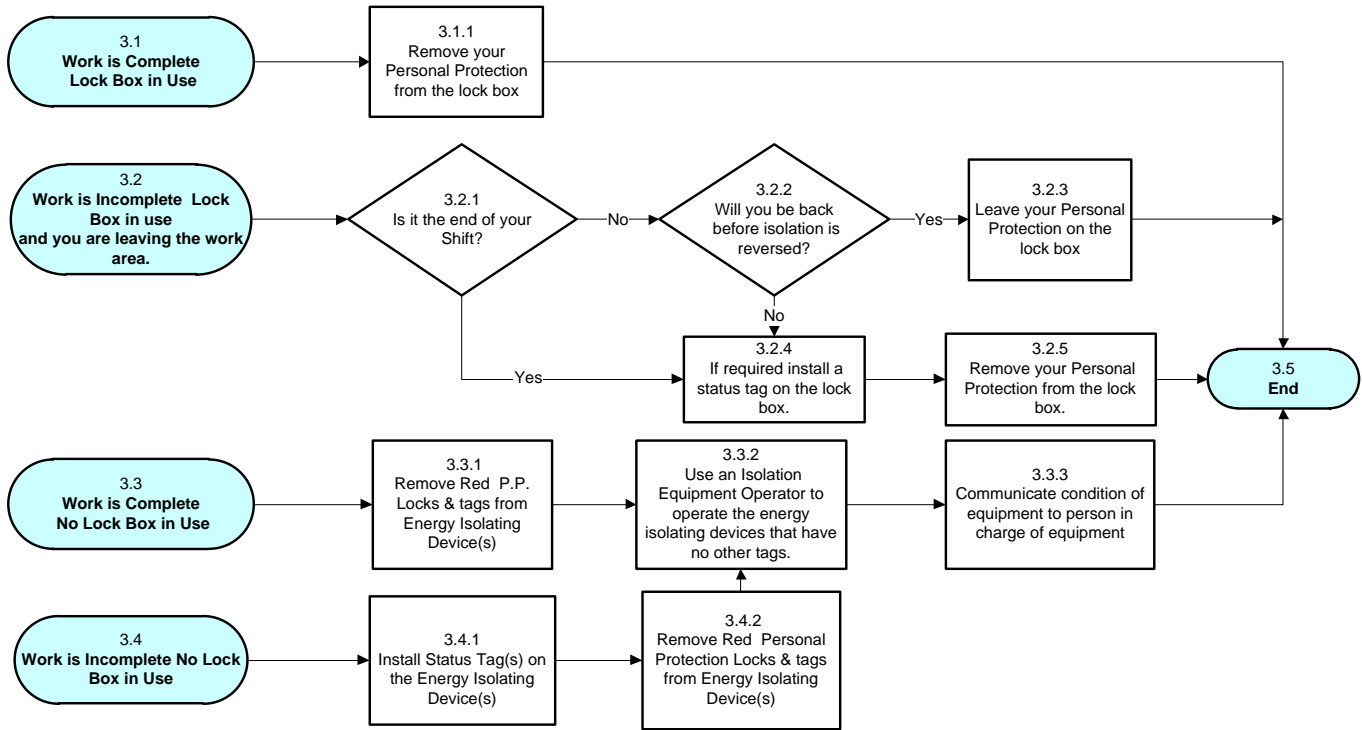 3.1
Work is Complete
Lock Box in Use
3.1.1
Remove your
Personal Protection
from the lock box
3.2
Work is Incomplete Lock
Box in use
and you are leaving the work
area.
3.2.1
Is it the end of your
Shift?
No
3.2.2
Will you be back
before isolation is
reversed?
Yes
3.2.3
Leave your Personal
Protection on the
lock box
No
Yes
3.2.4
If required install a
status tag on the lock
box.
3.2.5
Remove your Personal
Protection from the lock
box.
3.5
End
3.3
Work is Complete
No Lock Box in Use
3.3.1
Remove Red P.P.
Locks & tags from
Energy Isolating
Device(s)
3.3.2
Use an Isolation
Equipment Operator to
operate the energy
isolating devices that have
no other tags.
3.3.3
Communicate condition of
equipment to person in
charge of equipment
3.4
Work is Incomplete No Lock
Box in Use
3.4.1
Install Status Tag(s) on
the Energy Isolating
Device(s)
3.4.2
Remove Red Personal
Protection Locks & tags
from Energy Isolating
Device(s)